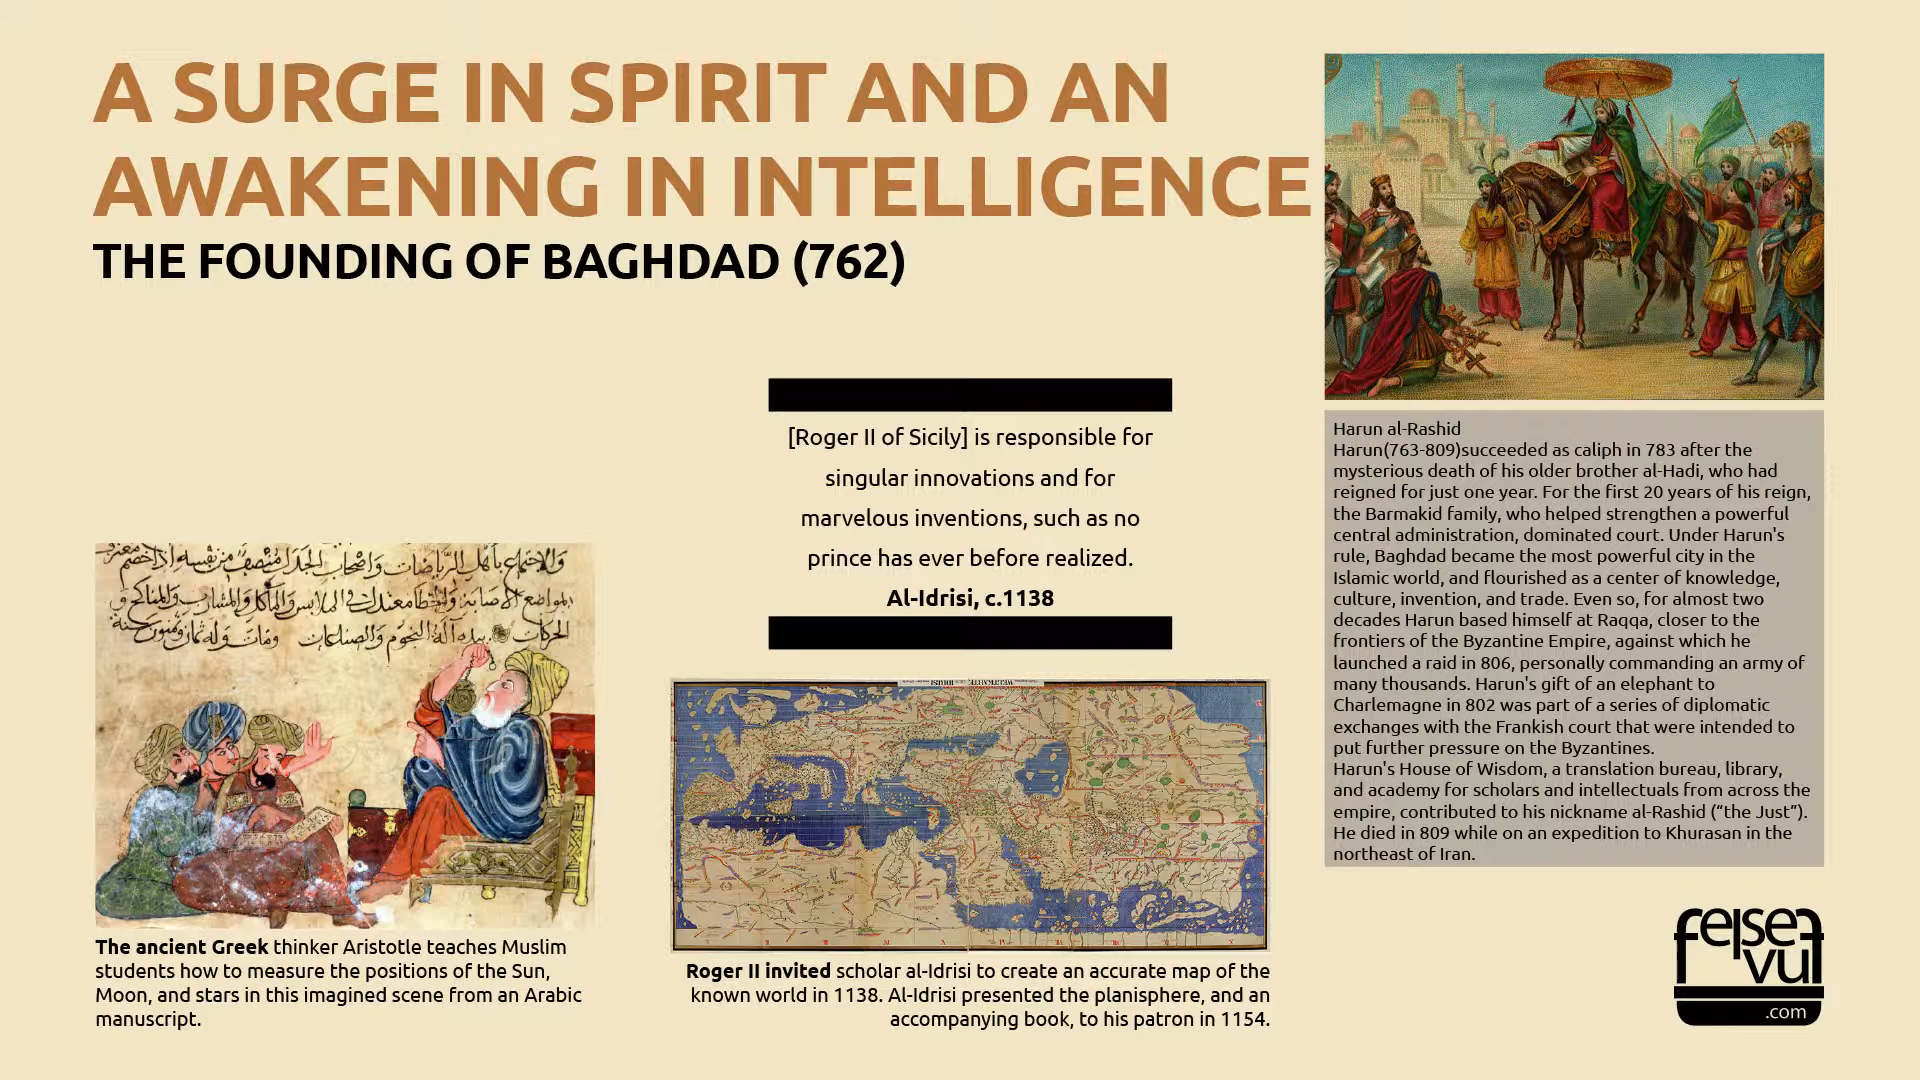 A SURGE IN SPIRIT AND AN
AWAKENING IN INTELLIGENCE
THE FOUNDING OF BAGHDAD (762)
[Roger II of Sicily] is responsible for
singular innovations and for
marvelous inventions, such as no
prince has ever before realized.
Al-Idrisi, c.1138
The ancient Greek thinker Aristotle teaches Muslim
students how to measure the positions of the Sun,
Moon, and stars in this imagined scene from an Arabic
manuscript.
Roger II invited scholar al-Idrisi to create an accurate map of the
known world in 1138. Al-Idrisi presented the planisphere, and an
accompanying book, to his patron in 1154.
Harun al-Rashid
Harun(763-809)succeeded as caliph in 783 after the
mysterious death of his older brother al-Hadi, who had
reigned for just one year. For the first 20 years of his reign,
the Barmakid family, who helped strengthen a powerful
central administration, dominated court. Under Harun's
rule, Baghdad became the most powerful city in the
Islamic world, and flourished as a center of knowledge,
culture, invention, and trade. Even so, for almost two
decades Harun based himself at Raqqa, closer to the
frontiers of the Byzantine Empire, against which he
launched a raid in 806, personally commanding an army of
many thousands. Harun's gift of an elephant to
Charlemagne in 802 was part of a series of diplomatic
exchanges with the Frankish court that were intended to
put further pressure on the Byzantines.
Harun's House of Wisdom, a translation bureau, library,
and academy for scholars and intellectuals from across the
empire, contributed to his nickname al-Rashid (“the Just”).
He died in 809 while on an expedition to Khurasan in the
northeast of Iran.
felsefe
vul
.com